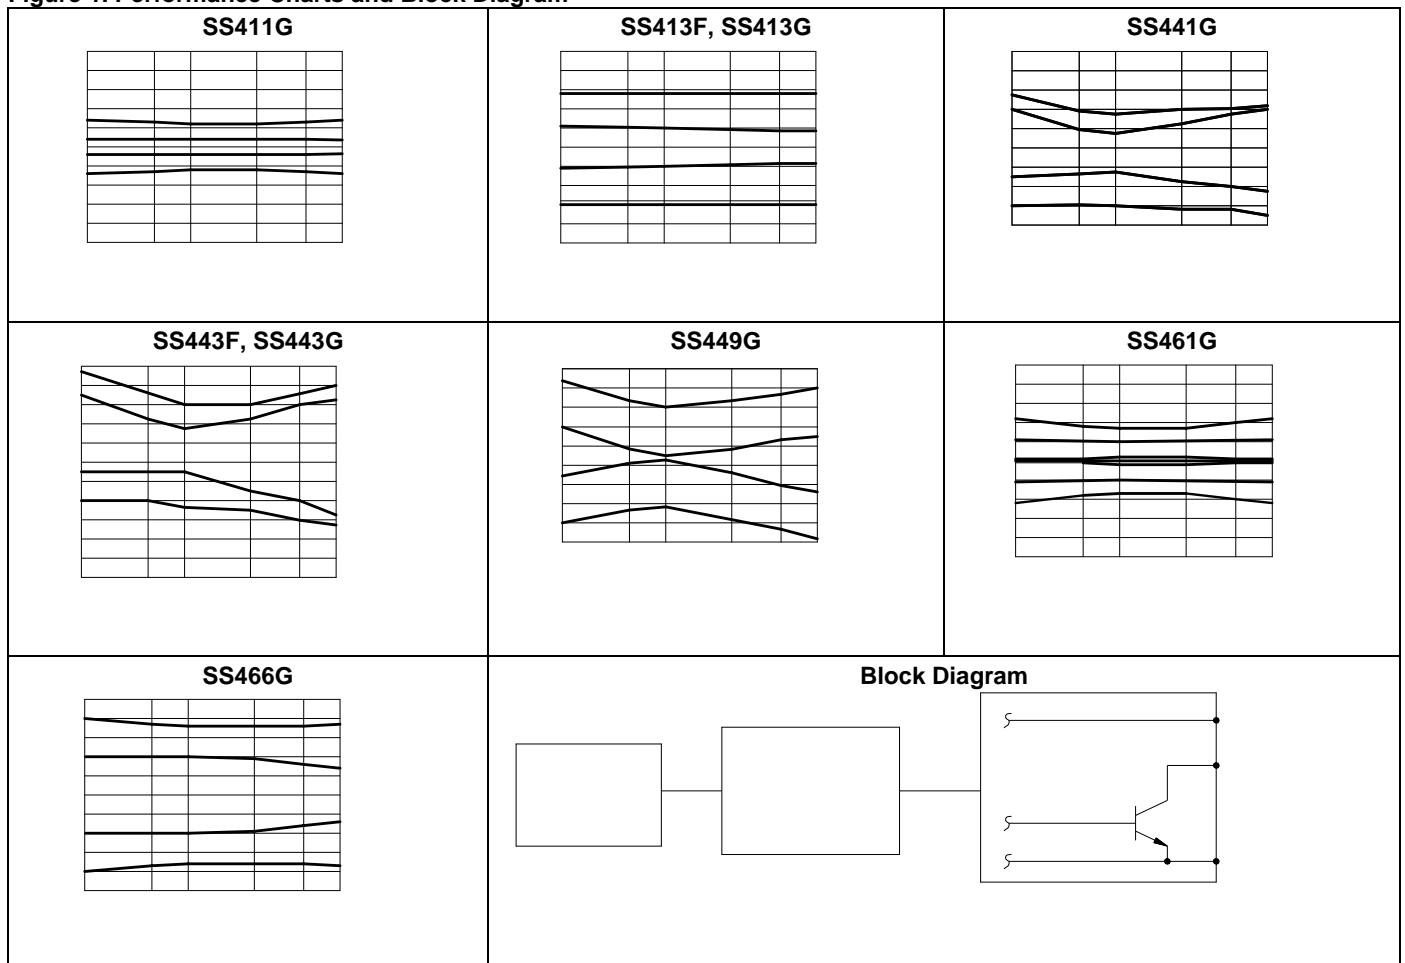 Figure 1. Performance Charts and Block Diagram
SS411G
SS413F, SS413G
SS441G
SS443F, SS443G
SS449G
SS461G
SS466G
Block Diagram